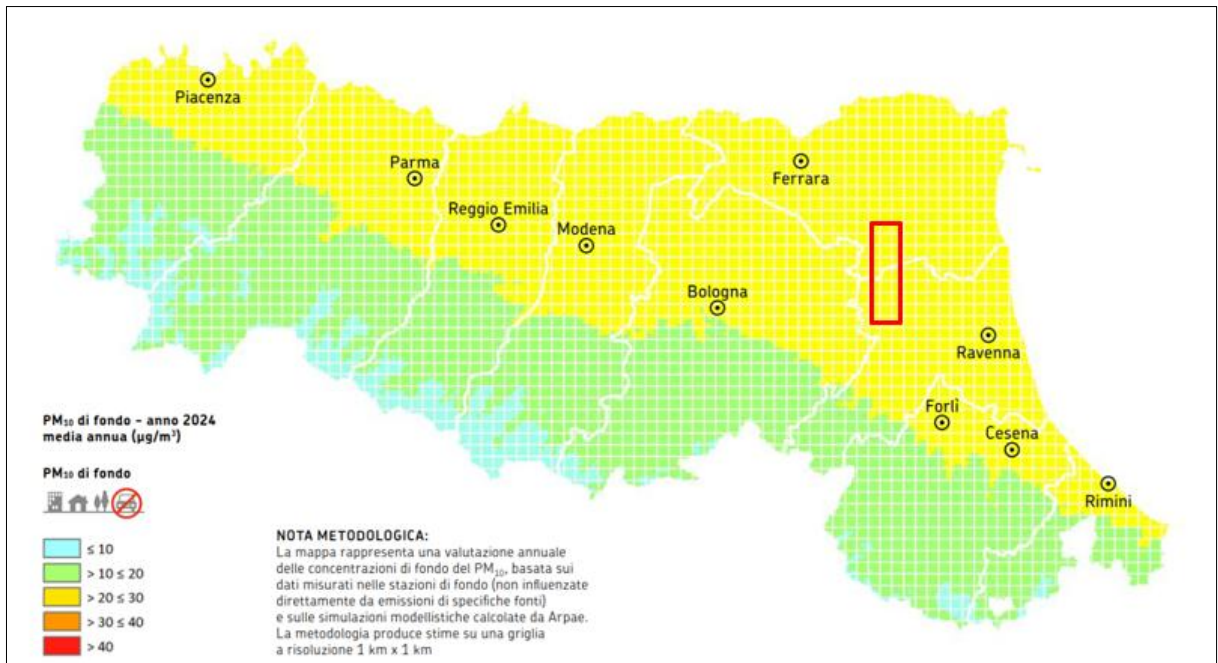 Piacenza
Parma
Ferrara
Reggio Emilia
Modena
Bologna
Ravenna
Forlì
Cesena
Rimini
PM₁₀ di fondo – anno 2024
media annua (µg/m³)
PM₁₀ di fondo
≤ 10
> 10 ≤ 20
> 20 ≤ 30
> 30 ≤ 40
> 40
NOTA METODOLOGICA:
La mappa rappresenta una valutazione annuale
delle concentrazioni di fondo del PM₁₀, basata sui
dati misurati nelle stazioni di fondo (non influenzate
direttamente da emissioni di specifiche fonti)
e sulle simulazioni modellistiche calcolate da Arpae.
La metodologia produce stime su una griglia
a risoluzione 1 km x 1 km